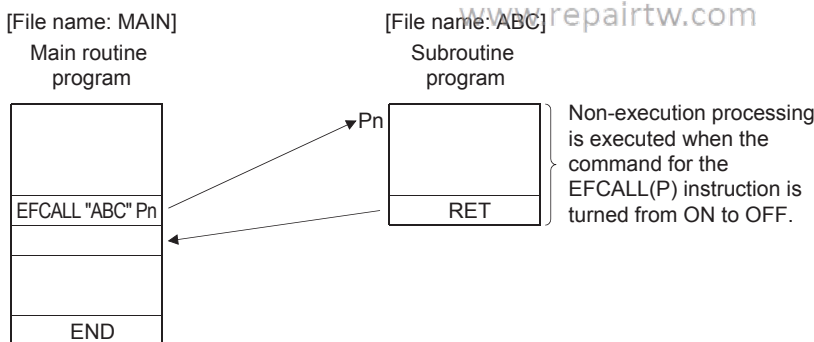 www.repairtw.com
[File name: MAIN]
Main routine
program
EFCALL "ABC" Pn
END
[File name: ABC]
Subroutine
program
Pn
RET
Non-execution processing
is executed when the
command for the
EFCALL(P) instruction is
turned from ON to OFF.